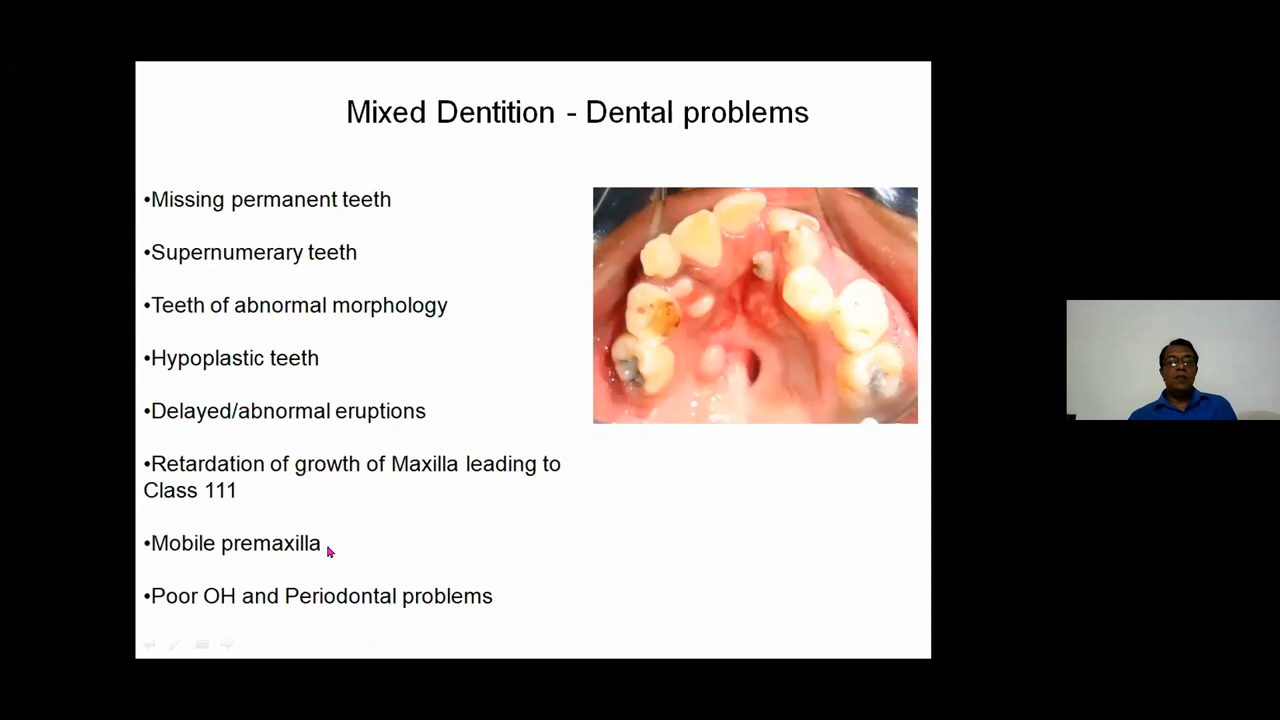 Mixed Dentition - Dental problems
•Missing permanent teeth
•Supernumerary teeth
•Teeth of abnormal morphology
•Hypoplastic teeth
•Delayed/abnormal eruptions
•Retardation of growth of Maxilla leading to
Class 111
•Mobile premaxilla
•Poor OH and Periodontal problems